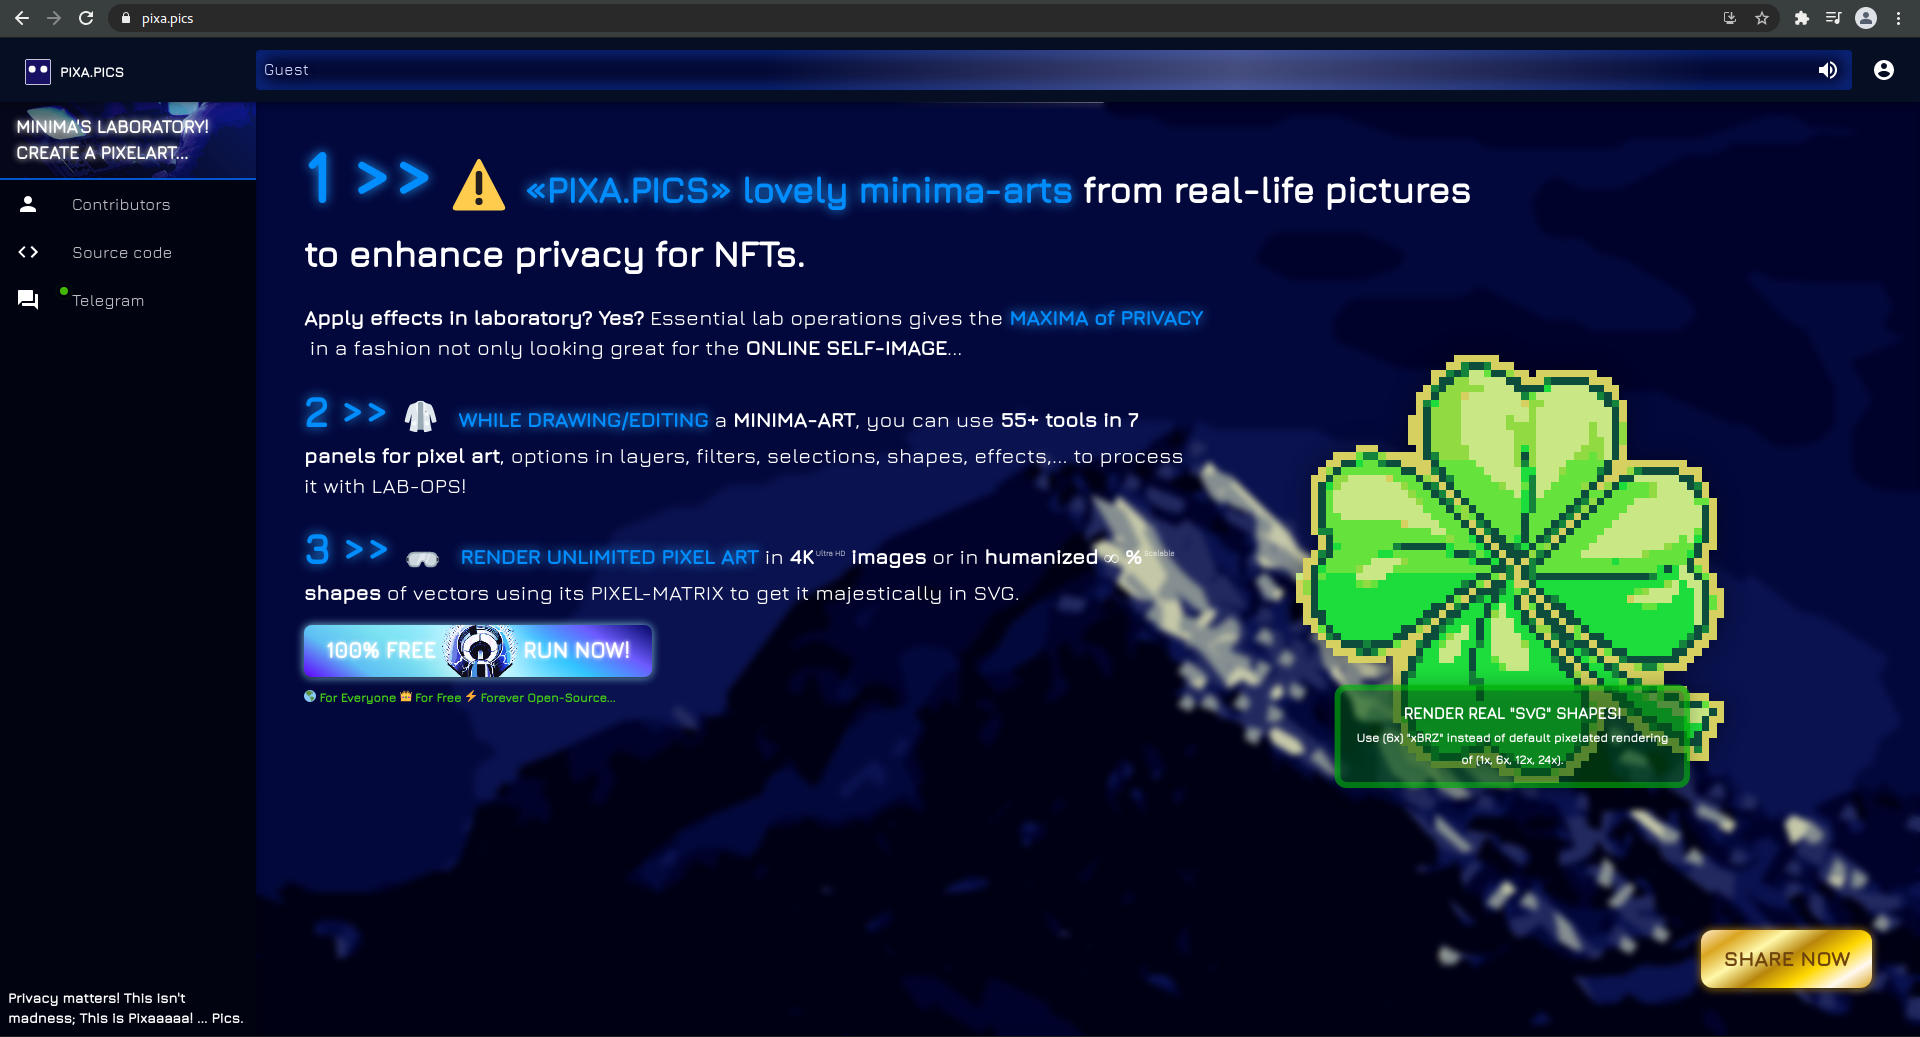 pixa.pics
PIXA.PICS
Guest
MINIMA'S LABORATORY!
CREATE A PIXELART...
Contributors
Source code
Telegram
1 >> «PIXA.PICS» lovely minima-arts from real-life pictures
to enhance privacy for NFTs.
Apply effects in laboratory? Yes? Essential lab operations gives the MAXIMA of PRIVACY
in a fashion not only looking great for the ONLINE SELF-IMAGE...
2 >> WHILE DRAWING/EDITING a MINIMA-ART, you can use 55+ tools in 7
panels for pixel art, options in layers, filters, selections, shapes, effects,... to process
it with LAB-OPS!
3 >> RENDER UNLIMITED PIXEL ART in 4K Ultra HD images or in humanized ∞ % Scalable
shapes of vectors using its PIXEL-MATRIX to get it majestically in SVG.
100% FREE RUN NOW!
For Everyone For Free Forever Open-Source...
RENDER REAL "SVG" SHAPES!
Use (6x) "xBRZ" instead of default pixelated rendering
of (1x, 6x, 12x, 24x).
SHARE NOW
Privacy matters! This isn't
madness; This is Pixaaaaa! ... Pics.